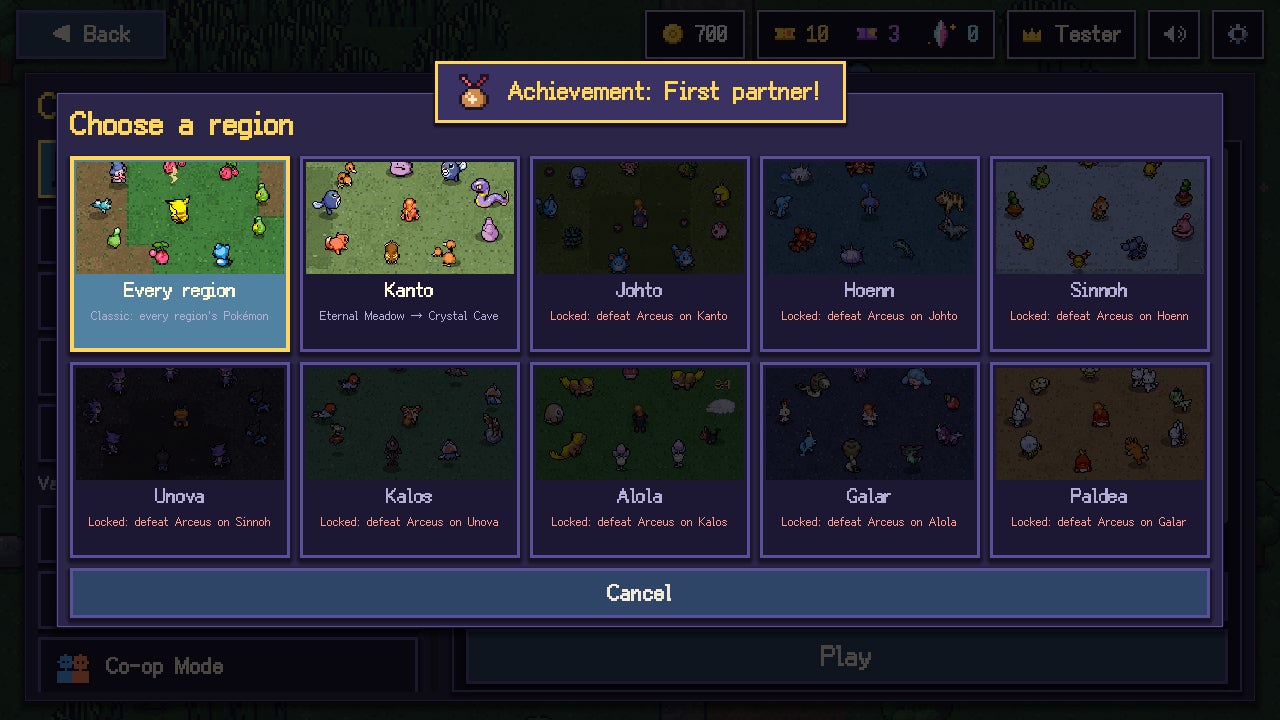 Back
700
10
3
0
Tester
Achievement: First partner!
Choose a region
Every region
Classic: every region's Pokémon
Kanto
Eternal Meadow → Crystal Cave
Johto
Locked: defeat Arceus on Kanto
Hoenn
Locked: defeat Arceus on Johto
Sinnoh
Locked: defeat Arceus on Hoenn
Unova
Locked: defeat Arceus on Sinnoh
Kalos
Locked: defeat Arceus on Unova
Alola
Locked: defeat Arceus on Kalos
Galar
Locked: defeat Arceus on Alola
Paldea
Locked: defeat Arceus on Galar
Cancel
Co-op Mode
Play